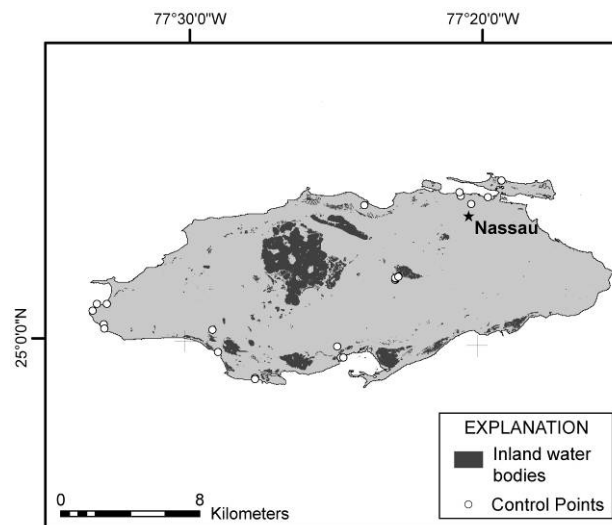 77°30'0"W
77°20'0"W
Nassau
25°0'0"N
EXPLANATION
Inland water
bodies
Control Points
0
8
Kilometers